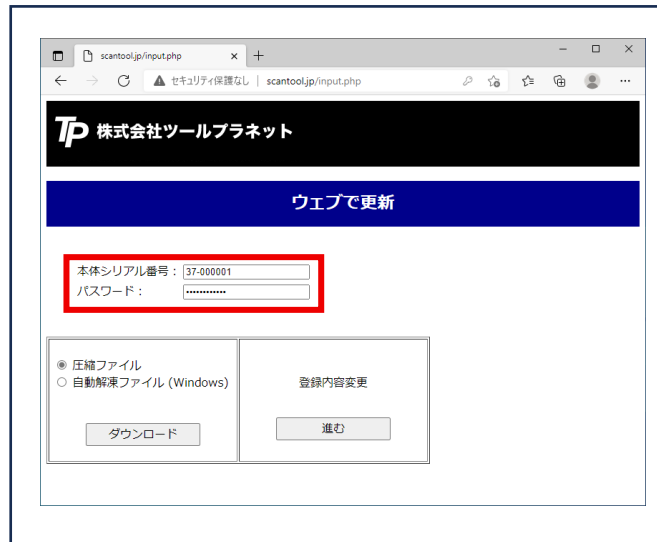 scantool.jp/input.php
セキュリティ保護なし | scantool.jp/input.php
TP 株式会社ツールプラネット
ウェブで更新
本体シリアル番号： 37-000001
パスワード： ••••••••••••
圧縮ファイル
自動解凍ファイル (Windows)
ダウンロード
登録内容変更
進む